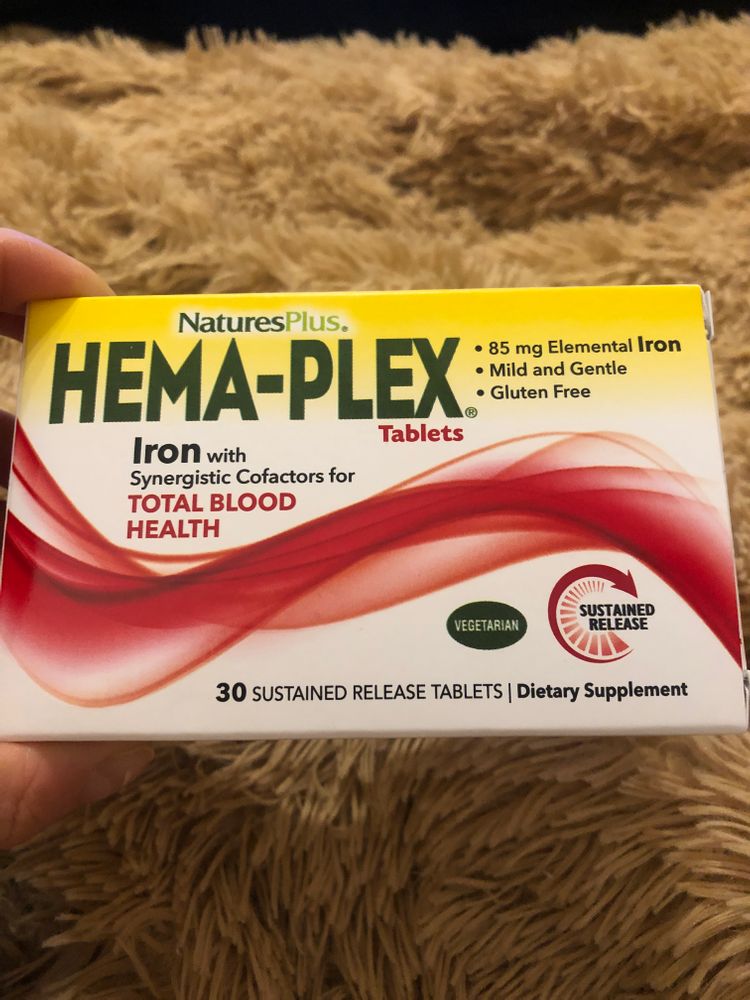 NaturesPlus®
HEMA-PLEX®
Tablets
• 85 mg Elemental Iron
• Mild and Gentle
• Gluten Free
Iron with
Synergistic Cofactors for
TOTAL BLOOD
HEALTH
VEGETARIAN
SUSTAINED
RELEASE
30 SUSTAINED RELEASE TABLETS | Dietary Supplement